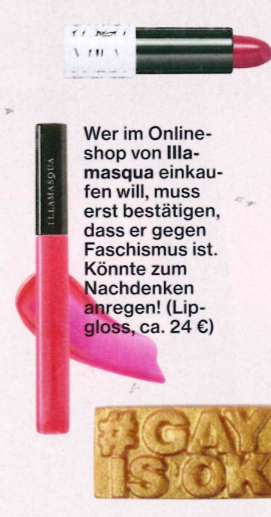 Wer im Online-
shop von Illa-
masqua einkau-
fen will, muss
erst bestätigen,
dass er gegen
Faschismus ist.
Könnte zum
Nachdenken
anregen! (Lip-
gloss, ca. 24 €)
ILLAMASQUA
#GAY
IS OK